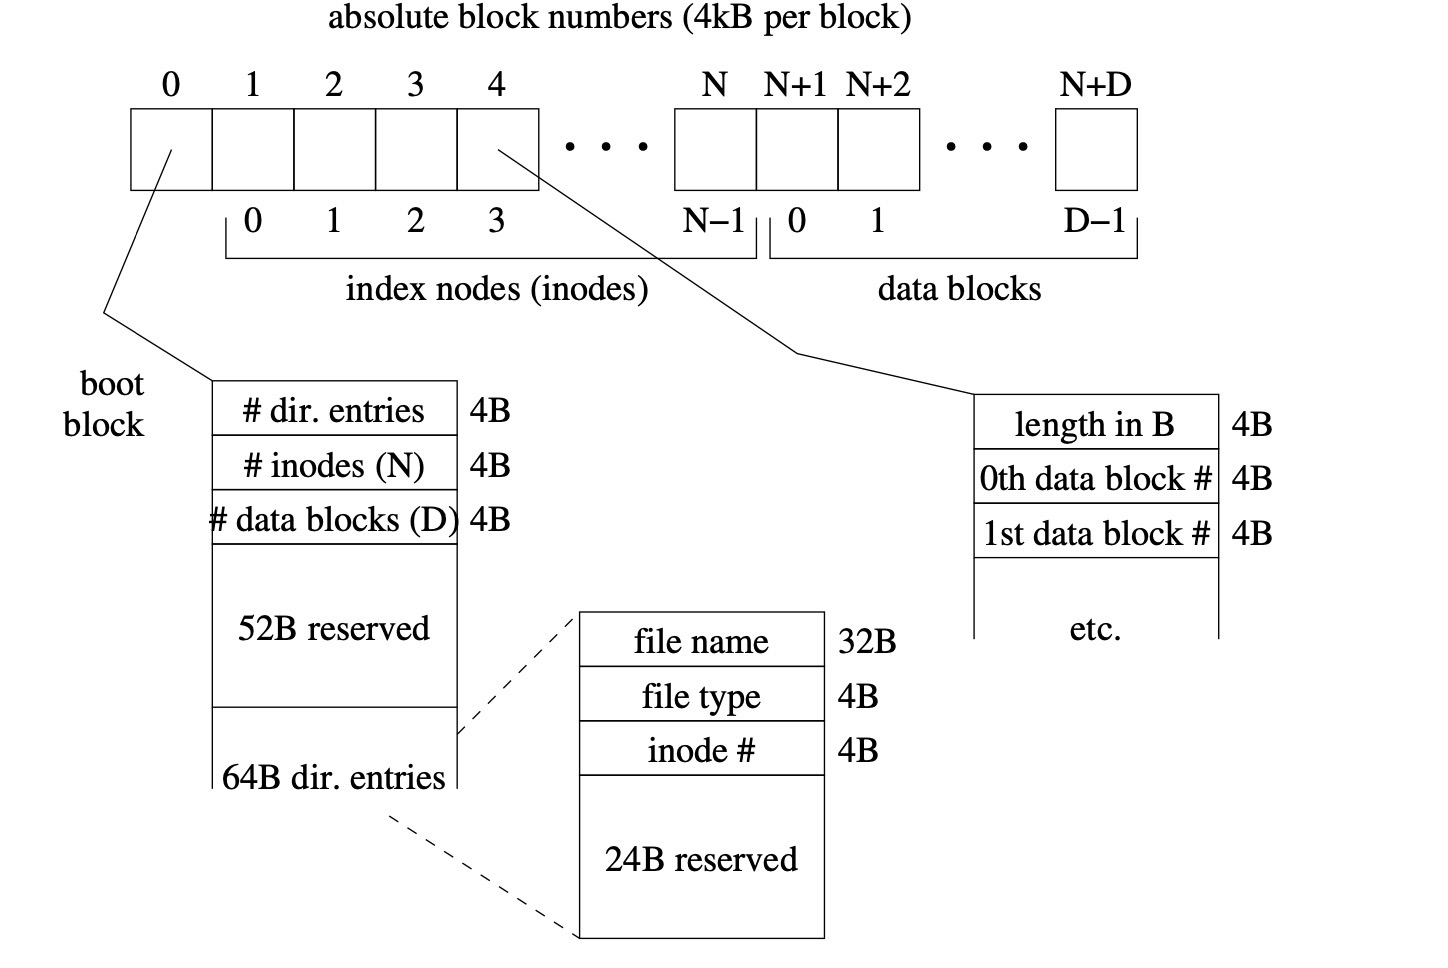 absolute block numbers (4kB per block)
0 1 2 3 4 N N+1 N+2 N+D
0 1 2 3 N−1 0 1 D−1
index nodes (inodes) data blocks
boot
block
# dir. entries 4B
# inodes (N) 4B
# data blocks (D) 4B
52B reserved
64B dir. entries
file name 32B
file type 4B
inode # 4B
24B reserved
length in B 4B
0th data block # 4B
1st data block # 4B
etc.